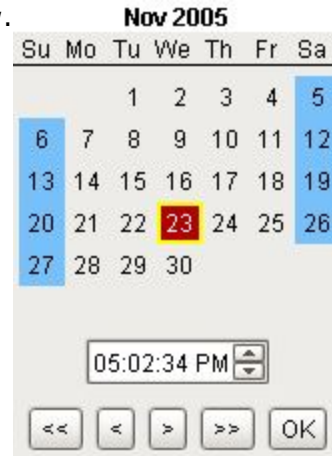 Nov 2005
Su Mo Tu We Th Fr Sa
1 2 3 4 5
6 7 8 9 10 11 12
13 14 15 16 17 18 19
20 21 22 23 24 25 26
27 28 29 30
05:02:34 PM
<< < > >> OK